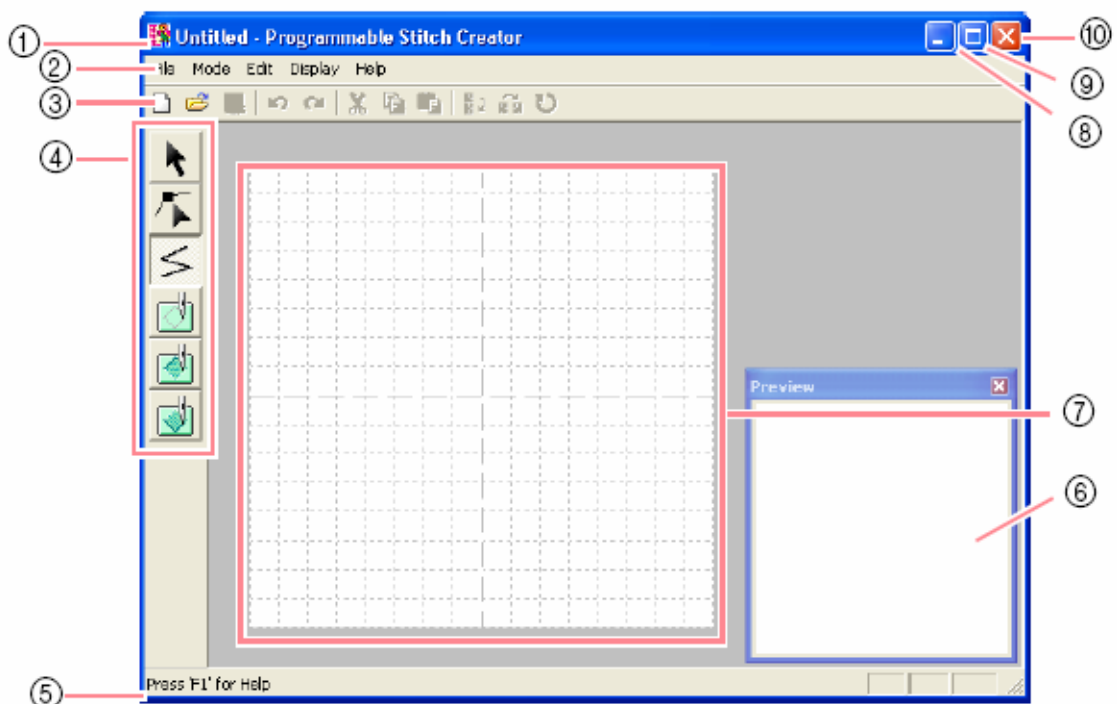 ① Untitled - Programmable Stitch Creator ⑩
② File Mode Edit Display Help ⑨
③ ⑧
④
Preview
⑦
⑥
Press 'F1' for Help
⑤